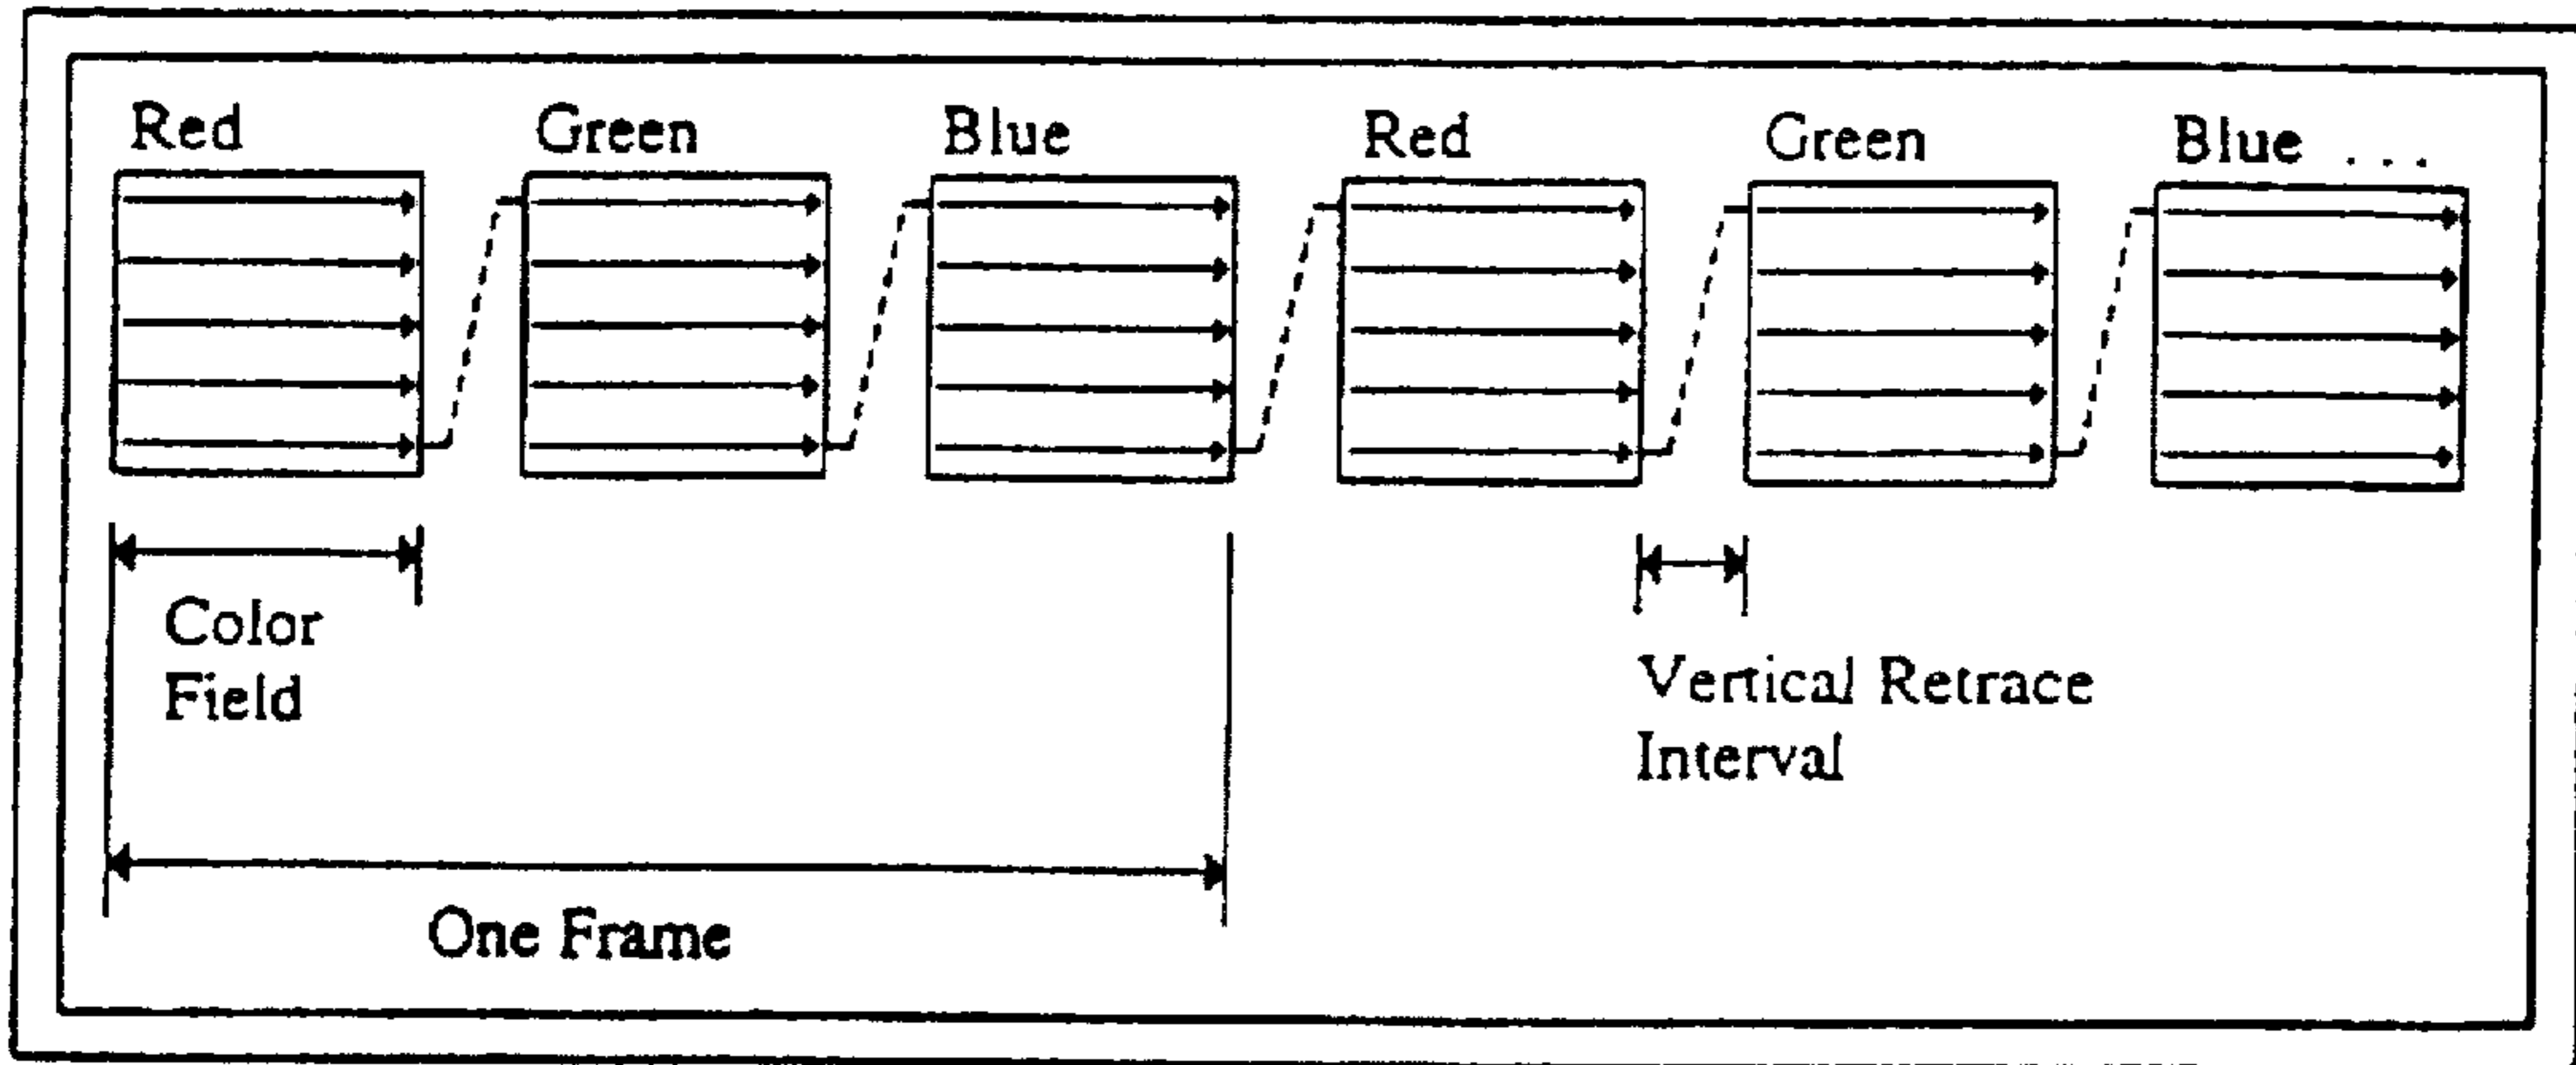 Red Green Blue Red Green Blue ...
Color
Field
Vertical Retrace
Interval
One Frame